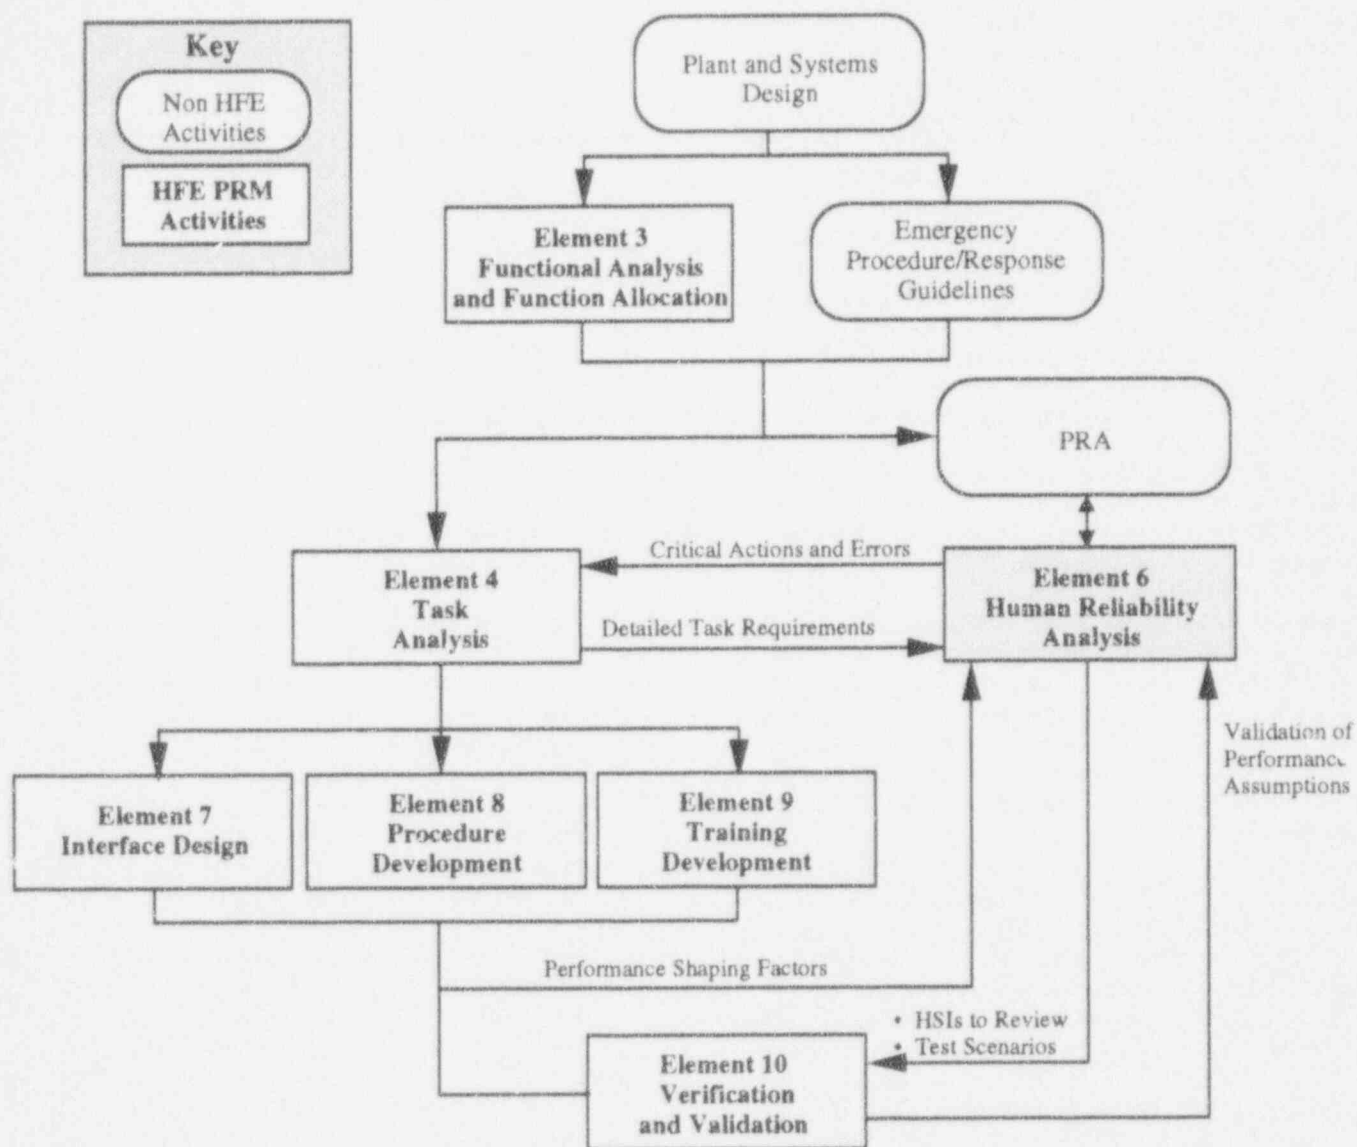 Key
Non HFE
Activities
HFE PRM
Activities
Plant and Systems
Design
Element 3
Functional Analysis
and Function Allocation
Emergency
Procedure/Response
Guidelines
PRA
Critical Actions and Errors
Element 4
Task
Analysis
Detailed Task Requirements
Element 6
Human Reliability
Analysis
Validation of
Performance
Assumptions
Element 7
Interface Design
Element 8
Procedure
Development
Element 9
Training
Development
Performance Shaping Factors
• HSIs to Review
• Test Scenarios
Element 10
Verification
and Validation